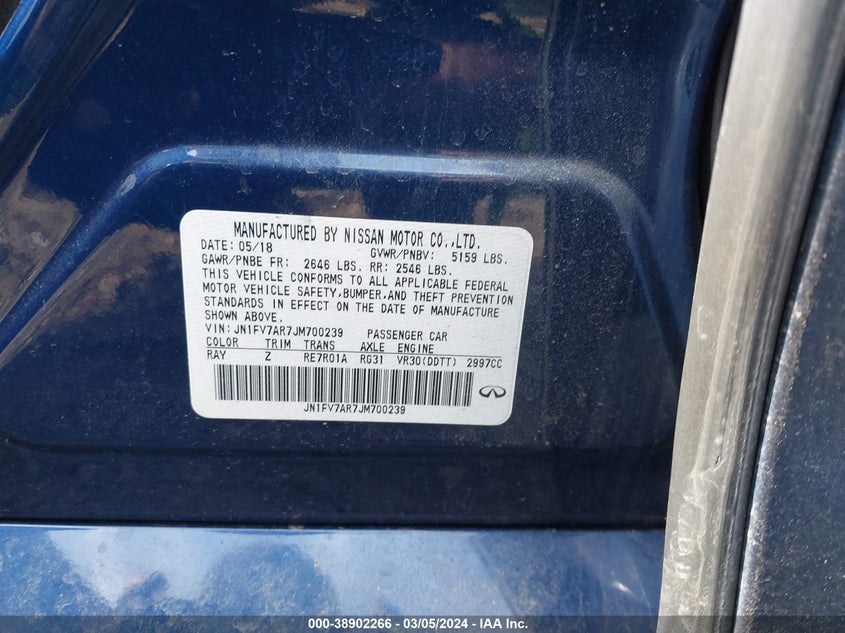 MANUFACTURED BY NISSAN MOTOR CO.,LTD.
DATE: 05/18 GVWR/PNBV: 5159 LBS.
GAWR/PNBE FR: 2646 LBS. RR: 2546 LBS.
THIS VEHICLE CONFORMS TO ALL APPLICABLE FEDERAL
MOTOR VEHICLE SAFETY,BUMPER,AND THEFT PREVENTION
STANDARDS IN EFFECT ON THE DATE OF MANUFACTURE
SHOWN ABOVE.
VIN: JN1FV7AR7JM700239 PASSENGER CAR
COLOR TRIM TRANS AXLE ENGINE
RAY Z RE7R01A RG31 VR30(DDTT) 2997CC
JN1FV7AR7JM700239
000-38902266 - 03/05/2024 - IAA Inc.